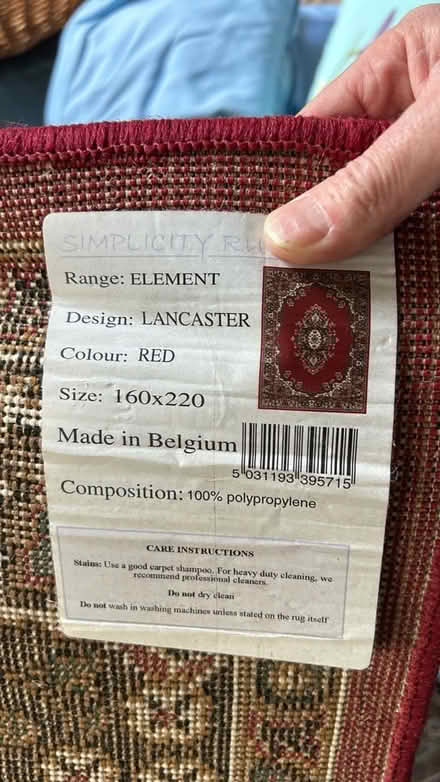 SIMPLICITY
Range: ELEMENT
Design: LANCASTER
Colour: RED
Size: 160x220
Made in Belgium
5 031193 395715
Composition: 100% polypropylene
CARE INSTRUCTIONS
Stains: Use a good carpet shampoo. For heavy duty cleaning, we
recommend professional cleaners.
Do not dry clean
Do not wash in washing machines unless stated on the rug itself